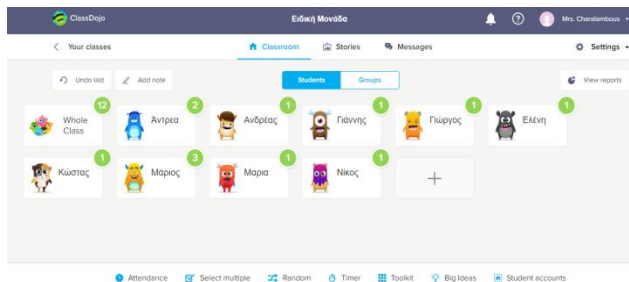 ClassDojo Ειδική Μονάδα Mrs. Charalambous
Your classes Classroom Stories Messages Settings
Undo last Add note Students Groups View reports
12 2 1 1 1 1
Whole Class Άντρεα Ανδρέας Γιάννης Γιώργος Ελένη
1 3 1 1
Κώστας Μάριος Μαρια Νίκος
Attendance Select multiple Random Timer Toolkit Big Ideas Student accounts